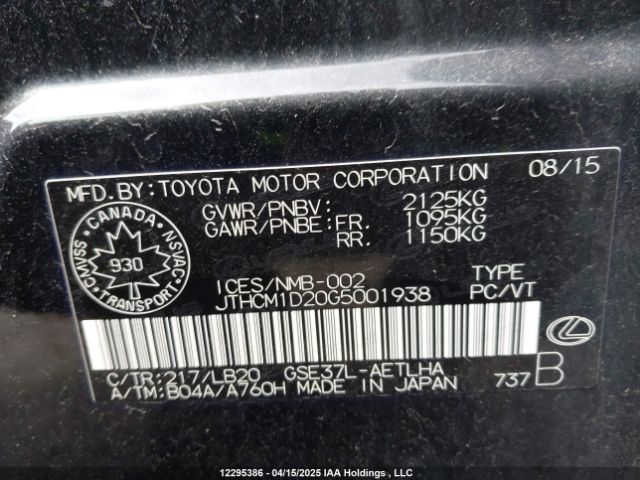 MFD.BY:TOYOTA MOTOR CORPORATION 08/15
GVWR/PNBV: 2125KG
GAWR/PNBE:FR. 1095KG
RR. 1150KG
CANADA
CMVSS NSVAC
930
TRANSPORT
ICES/NMB-002 TYPE
JTHCM1D20G5001938 PC/VT
C/TR:217/LB20 GSE37L-AETLHA
A/TM:B04A/A760H MADE IN JAPAN 737 B
12295386 - 04/15/2025 IAA Holdings , LLC